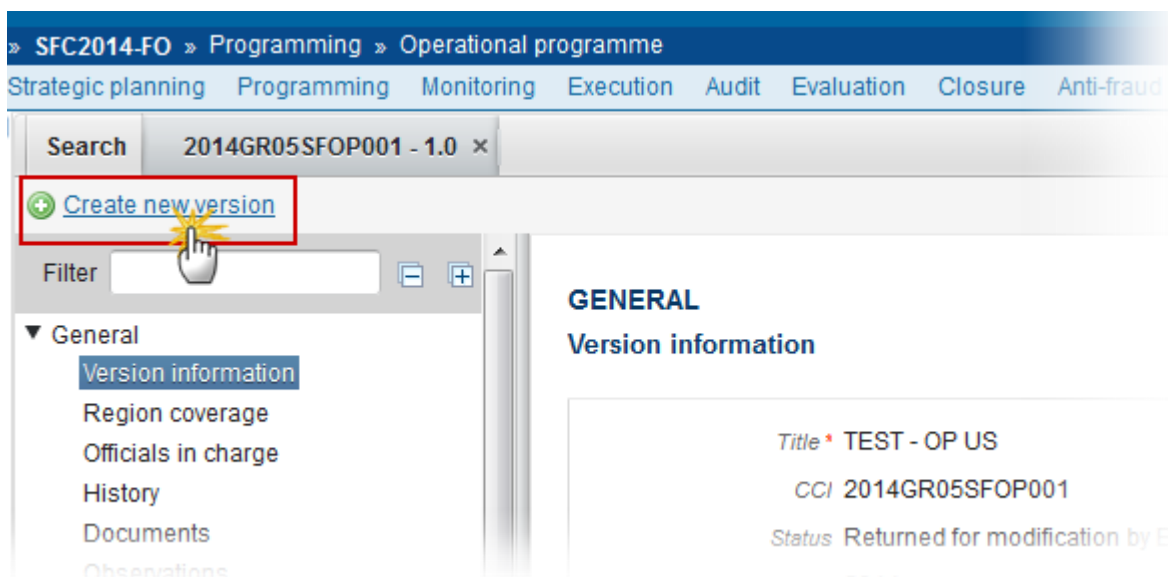 » SFC2014-FO » Programming » Operational programme
Strategic planning Programming Monitoring Execution Audit Evaluation Closure Anti-fraud
Search 2014GR05SFOP001 - 1.0 ×
Create new version
Filter
GENERAL
▼ General
Version information
Version information
Region coverage
Title * TEST - OP US
Officials in charge
CCI 2014GR05SFOP001
History
Status Returned for modification by E
Documents
Observations